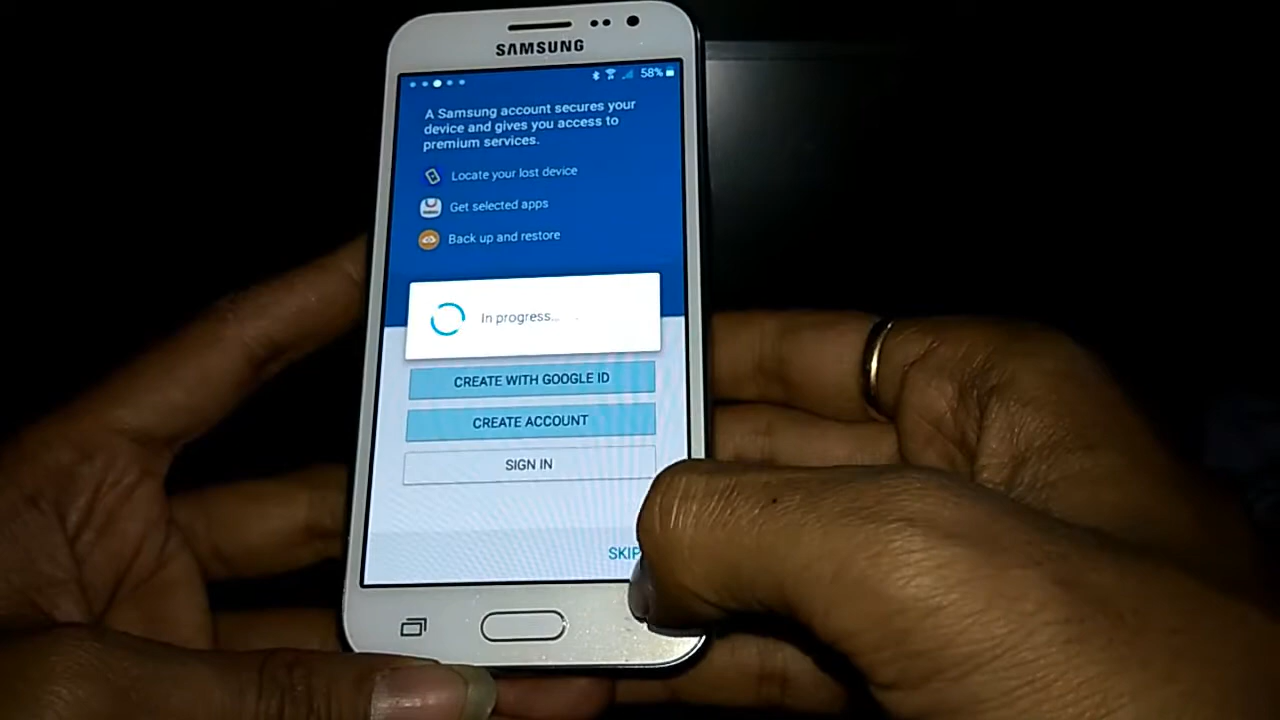 SAMSUNG
58%
A Samsung account secures your
device and gives you access to
premium services.
Locate your lost device
Get selected apps
Back up and restore
In progress...
CREATE WITH GOOGLE ID
CREATE ACCOUNT
SIGN IN
SKIP